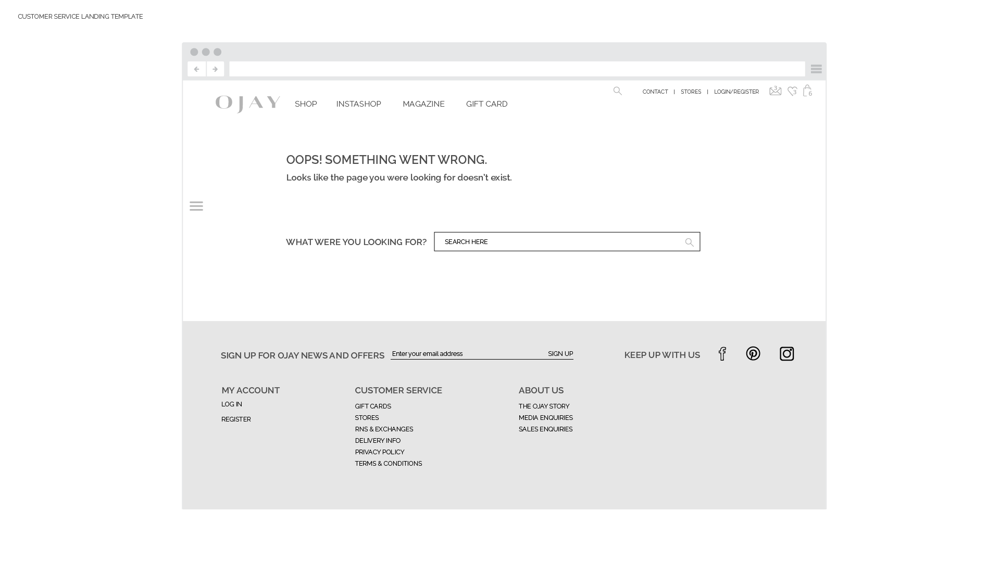 CUSTOMER SERVICE LANDING TEMPLATE
CONTACT | STORES | LOGIN/REGISTER 3 3 6
OJAY SHOP INSTASHOP MAGAZINE GIFT CARD
OOPS! SOMETHING WENT WRONG.
Looks like the page you were looking for doesn't exist.
WHAT WERE YOU LOOKING FOR? SEARCH HERE
SIGN UP FOR OJAY NEWS AND OFFERS Enter your email address SIGN UP KEEP UP WITH US
MY ACCOUNT
LOG IN
REGISTER
CUSTOMER SERVICE
GIFT CARDS
STORES
RNS & EXCHANGES
DELIVERY INFO
PRIVACY POLICY
TERMS & CONDITIONS
ABOUT US
THE OJAY STORY
MEDIA ENQUIRIES
SALES ENQUIRIES